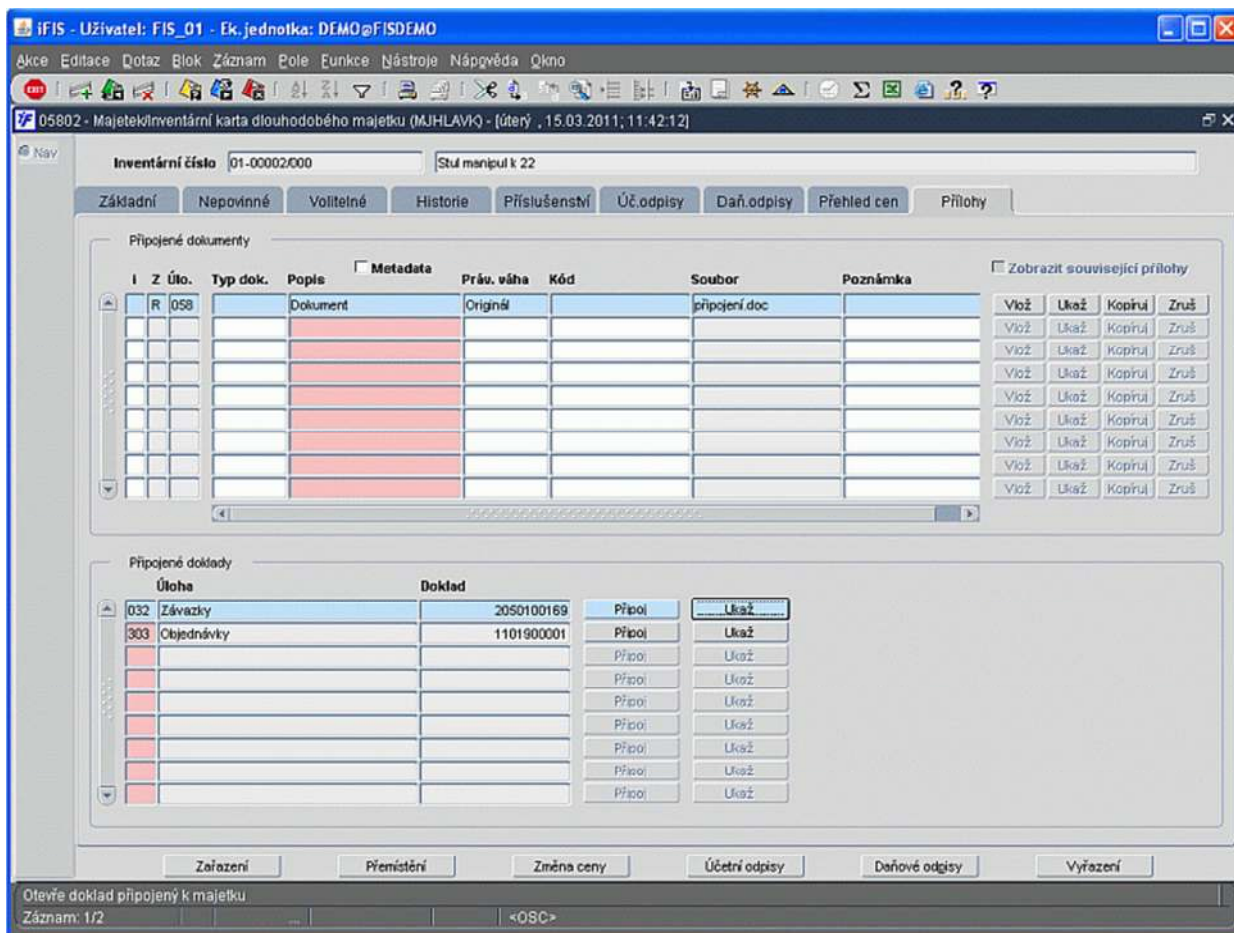 iFIS - Uživatel: FIS_01 - Ek.jednotka: DEMO@FISDEMO
Akce Editace Dotaz Blok Záznam Pole Funkce Nástroje Nápověda Okno
05802 - Majetek/Inventární karta dlouhodobého majetku (MJHLAVK) - [úterý , 15.03.2011; 11:42:12]
Nav
Inventární číslo 01-00002/000 Stul manipul k 22
Základní Nepovinné Volitelné Historie Příslušenství Úč.odpisy Daň.odpisy Přehled cen Přílohy
Připojené dokumenty
Metadata Zobrazit související přílohy
i Z Úlo. Typ dok. Popis Práv. váha Kód Soubor Poznámka
R 058 Dokument Originál připojení.doc Vlož Ukaž Kopíruj Zruš
Vlož Ukaž Kopíruj Zruš
Vlož Ukaž Kopíruj Zruš
Vlož Ukaž Kopíruj Zruš
Vlož Ukaž Kopíruj Zruš
Vlož Ukaž Kopíruj Zruš
Vlož Ukaž Kopíruj Zruš
Vlož Ukaž Kopíruj Zruš
Vlož Ukaž Kopíruj Zruš
Připojené doklady
Úloha Doklad
032 Závazky 2050100169 Připoj Ukaž
303 Objednávky 1101900001 Připoj Ukaž
Připoj Ukaž
Připoj Ukaž
Připoj Ukaž
Připoj Ukaž
Připoj Ukaž
Připoj Ukaž
Připoj Ukaž
Zařazení Přemístění Změna ceny Účetní odpisy Daňové odpisy Vyřazení
Otevře doklad připojený k majetku
Záznam: 1/2 ... <OSC>